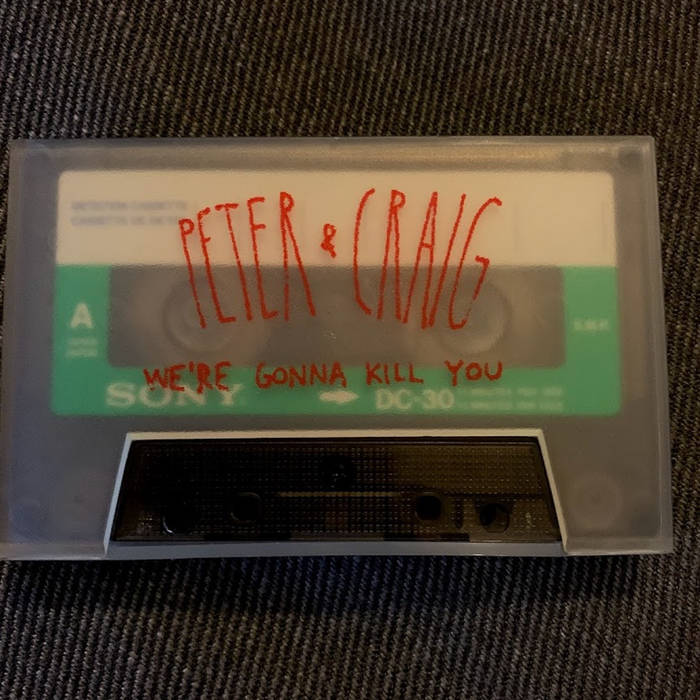 PETER & CRAIG
A
WE'RE GONNA KILL YOU
SONY
DC-30